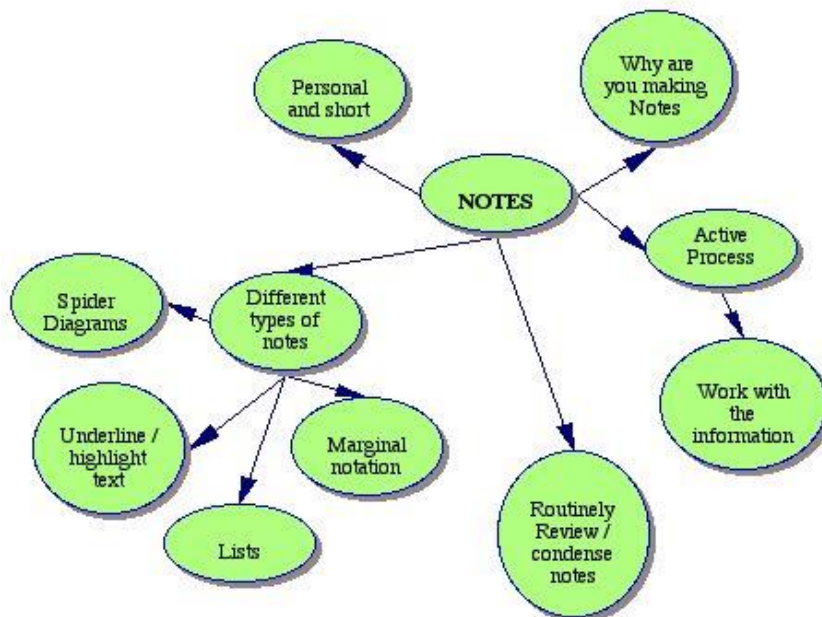 Personal
and short
Why are
you making
Notes
NOTES
Active
Process
Spider
Diagrams
Different
types of
notes
Work with
the
information
Underline /
highlight
text
Marginal
notation
Lists
Routinely
Review /
condense
notes